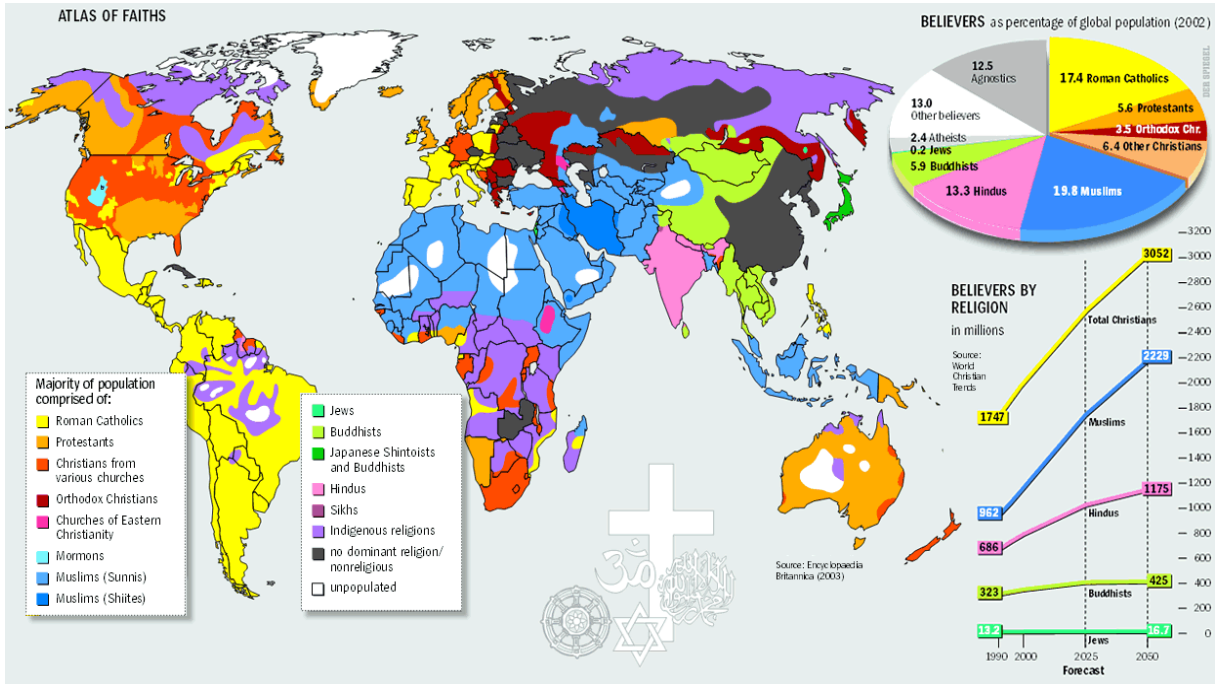 ATLAS OF FAITHS
BELIEVERS as percentage of global population (2002)
12.5
Agnostics
17.4 Roman Catholics
13.0
Other believers
5.6 Protestants
3.5 Orthodox Chr.
2.4 Atheists
6.4 Other Christians
0.2 Jews
5.9 Buddhists
13.3 Hindus
19.8 Muslims
DER SPIEGEL
Majority of population
comprised of:
Roman Catholics
Protestants
Christians from
various churches
Orthodox Christians
Churches of Eastern
Christianity
Mormons
Muslims (Sunnis)
Muslims (Shiites)
Jews
Buddhists
Japanese Shintoists
and Buddhists
Hindus
Sikhs
Indigenous religions
no dominant religion/
nonreligious
unpopulated
Source: Encyclopaedia
Britannica (2003)
BELIEVERS BY
RELIGION
in millions
Source:
World
Christian
Trends
3200
3000
2800
2600
2400
2200
2000
1800
1600
1400
1200
1000
800
600
400
200
0
1747
Total Christians
3052
962
Muslims
2229
686
Hindus
1175
323
Buddhists
425
13.2
Jews
16.7
1990
2000
2025
2050
Forecast